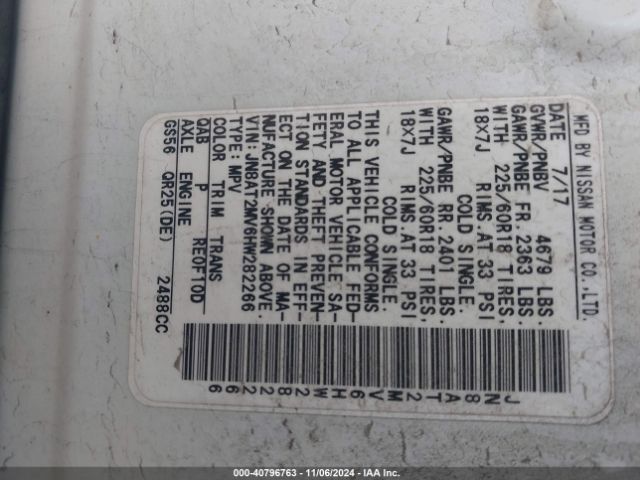 MFD BY NISSAN MOTOR CO.,LTD.
DATE 7/17
GVWR/PNBV 4679 LBS.
GAWR/PNBE FR. 2363 LBS.
WITH 225/60R18 TIRES,
18X7J RIMS. AT 33 PSI
COLD SINGLE.
GAWR/PNBE RR. 2401 LBS.
WITH 225/60R18 TIRES,
18X7J RIMS. AT 33 PSI
COLD SINGLE.
THIS VEHICLE CONFORMS
TO ALL APPLICABLE FED-
ERAL MOTOR VEHICLE SA-
FETY AND THEFT PREVEN-
TION STANDARDS IN EFF-
ECT ON THE DATE OF MA-
NUFACTURE SHOWN ABOVE.
VIN: JN8AT2MV6HW282266
TYPE: MPV
COLOR TRIM TRANS
QAB P RE0F10D
AXLE ENGINE
GS56 QR25(DE) 2488CC
JN8AT2MV6HW282266
000-40796763 - 11/06/2024 - IAA Inc.